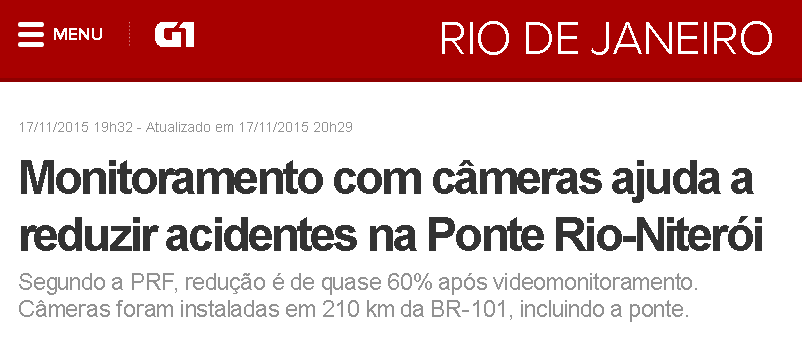 MENU G1 RIO DE JANEIRO
17/11/2015 19h32 - Atualizado em 17/11/2015 20h29
Monitoramento com câmeras ajuda a
reduzir acidentes na Ponte Rio-Niterói
Segundo a PRF, redução é de quase 60% após videomonitoramento.
Câmeras foram instaladas em 210 km da BR-101, incluindo a ponte.